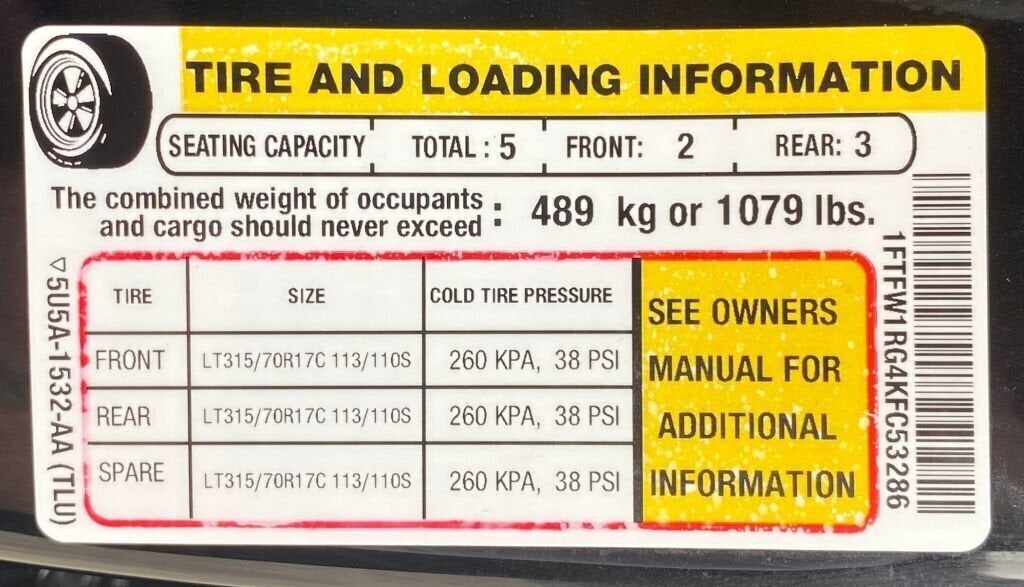 TIRE AND LOADING INFORMATION
SEATING CAPACITY TOTAL : 5 FRONT: 2 REAR: 3
The combined weight of occupants
and cargo should never exceed : 489 kg or 1079 lbs.
TIRE SIZE COLD TIRE PRESSURE
FRONT LT315/70R17C 113/110S 260 KPA, 38 PSI
REAR LT315/70R17C 113/110S 260 KPA, 38 PSI
SPARE LT315/70R17C 113/110S 260 KPA, 38 PSI
SEE OWNERS
MANUAL FOR
ADDITIONAL
INFORMATION
5U5A-1532-AA (TLU)
1FTFW1RG4KFC53286